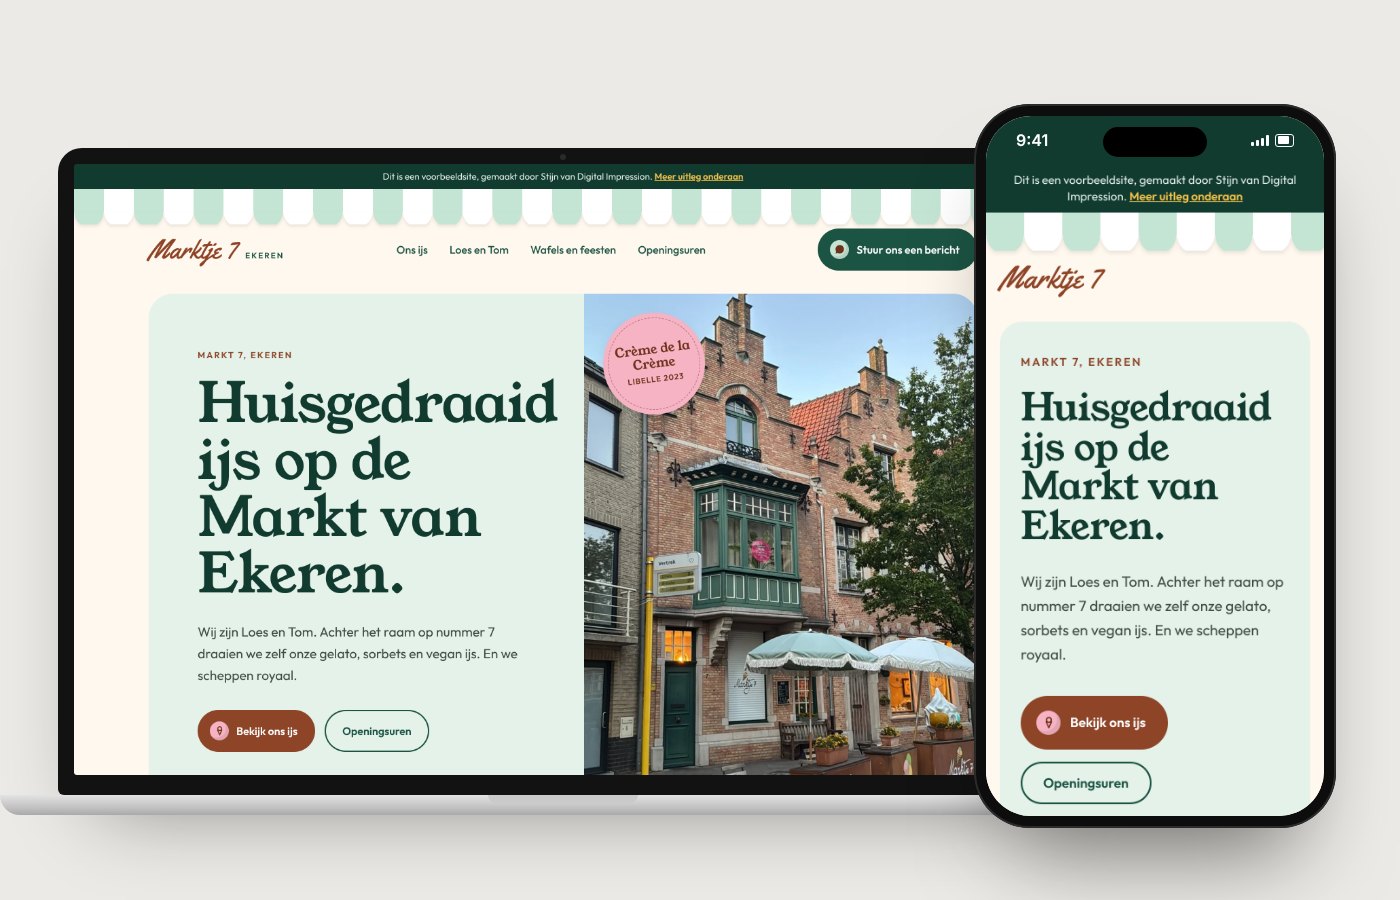 Dit is een voorbeeldsite, gemaakt door Stijn van Digital Impression. Meer uitleg onderaan
Marktje 7 EKEREN
Ons ijs
Loes en Tom
Wafels en feesten
Openingsuren
Stuur ons een bericht
MARKT 7, EKEREN
Huisgedraaid
ijs op de
Markt van
Ekeren.
Wij zijn Loes en Tom. Achter het raam op nummer 7
draaien we zelf onze gelato, sorbets en vegan ijs. En we
scheppen royaal.
Bekijk ons ijs
Openingsuren
Crème de la
Crème
LIBELLE 2023
Vertrek
Marktje 7
9:41
Dit is een voorbeeldsite, gemaakt door Stijn van Digital
Impression. Meer uitleg onderaan
Marktje 7
MARKT 7, EKEREN
Huisgedraaid
ijs op de
Markt van
Ekeren.
Wij zijn Loes en Tom. Achter het raam op
nummer 7 draaien we zelf onze gelato,
sorbets en vegan ijs. En we scheppen
royaal.
Bekijk ons ijs
Openingsuren